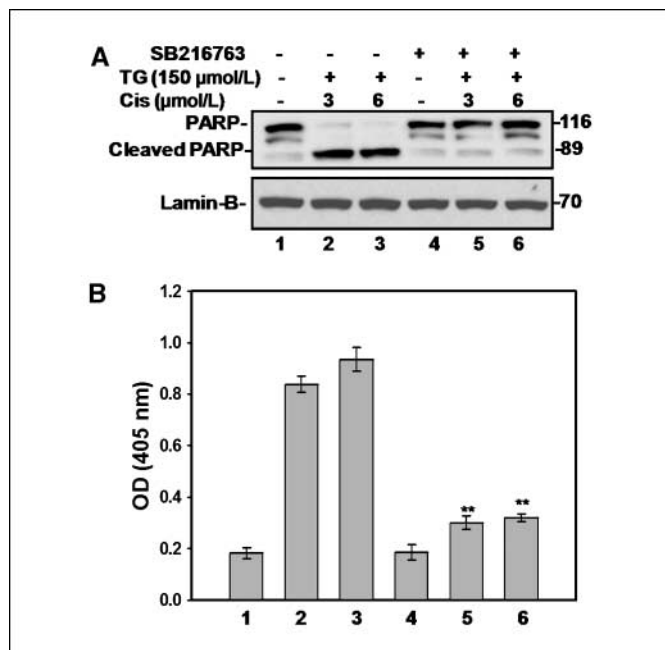 A
SB216763 - - - + + +
TG (150 μmol/L) - + + - + +
Cis (μmol/L) - 3 6 - 3 6
PARP- -116
Cleaved PARP- -89
Lamin-B- -70
1 2 3 4 5 6
B
1.2
1.0
0.8
0.6
0.4
0.2
0.0
OD (405 nm)
** **
1 2 3 4 5 6